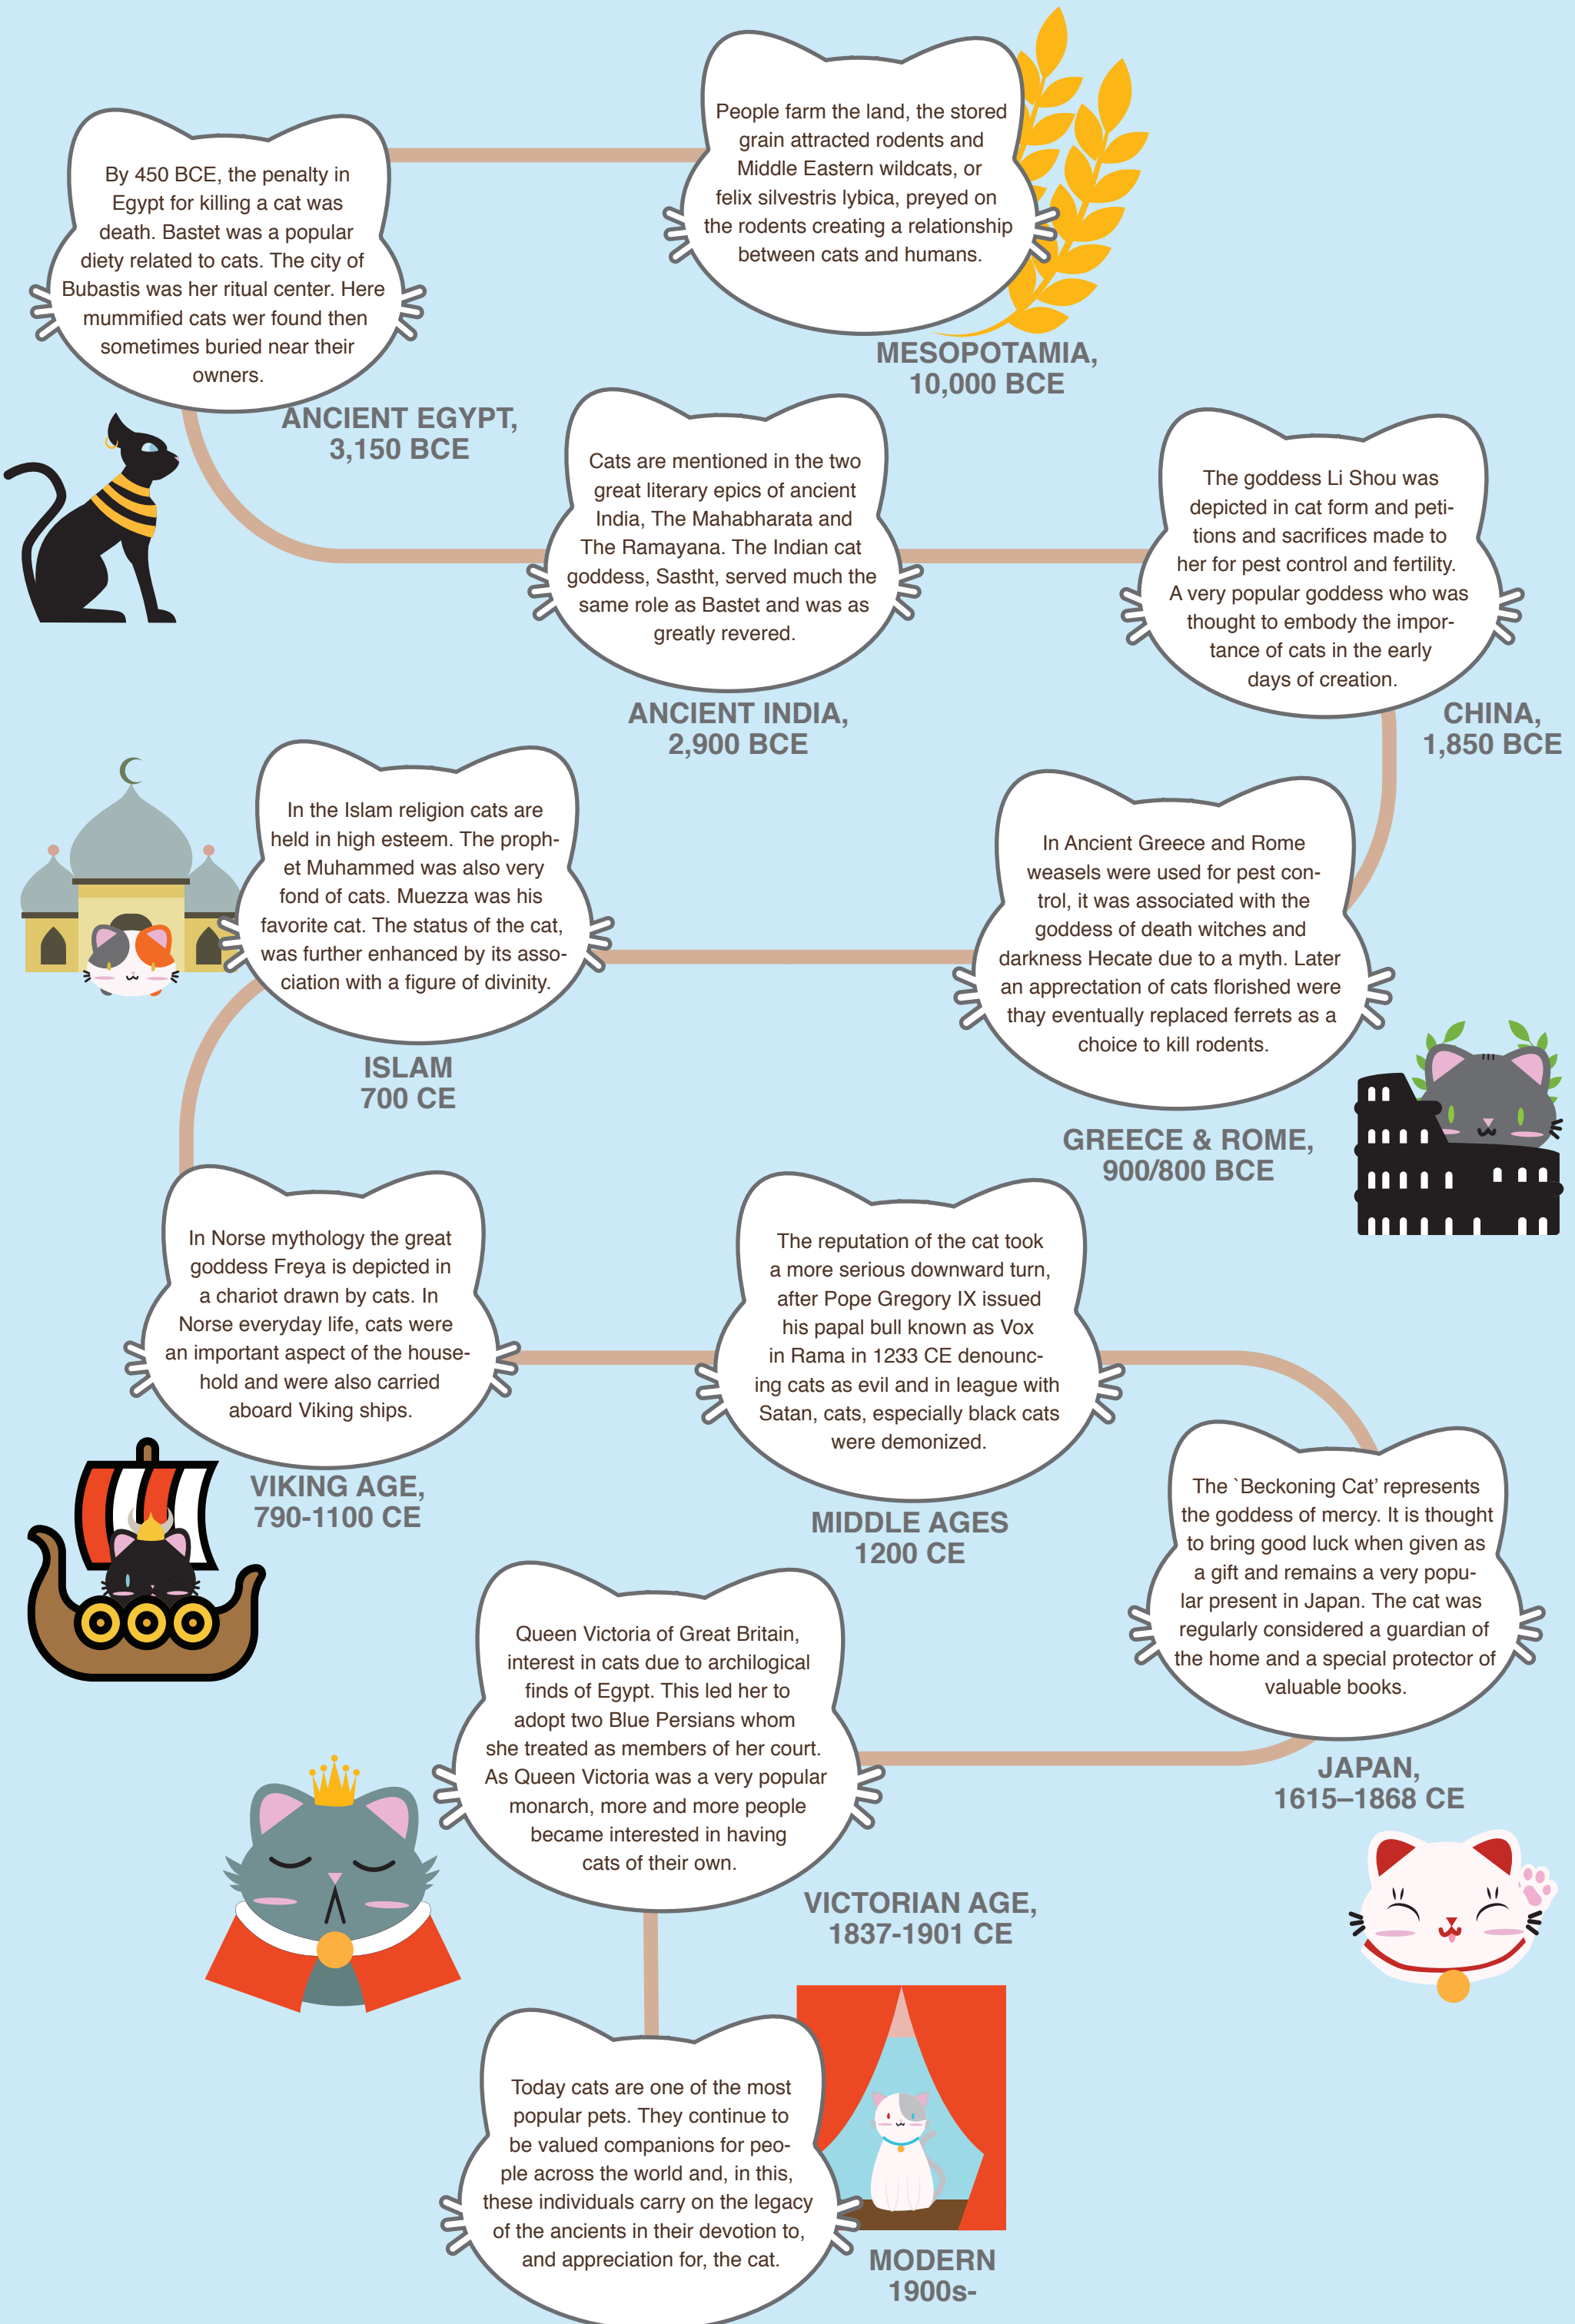 People farm the land, the stored
grain attracted rodents and
Middle Eastern wildcats, or
felix silvestris lybica, preyed on
the rodents creating a relationship
between cats and humans.
MESOPOTAMIA,
10,000 BCE
By 450 BCE, the penalty in
Egypt for killing a cat was
death. Bastet was a popular
diety related to cats. The city of
Bubastis was her ritual center. Here
mummified cats wer found then
sometimes buried near their
owners.
ANCIENT EGYPT,
3,150 BCE
Cats are mentioned in the two
great literary epics of ancient
India, The Mahabharata and
The Ramayana. The Indian cat
goddess, Sastht, served much the
same role as Bastet and was as
greatly revered.
ANCIENT INDIA,
2,900 BCE
The goddess Li Shou was
depicted in cat form and peti-
tions and sacrifices made to
her for pest control and fertility.
A very popular goddess who was
thought to embody the impor-
tance of cats in the early
days of creation.
CHINA,
1,850 BCE
In Ancient Greece and Rome
weasels were used for pest con-
trol, it was associated with the
goddess of death witches and
darkness Hecate due to a myth. Later
an apprectation of cats florished were
thay eventually replaced ferrets as a
choice to kill rodents.
GREECE & ROME,
900/800 BCE
In the Islam religion cats are
held in high esteem. The proph-
et Muhammed was also very
fond of cats. Muezza was his
favorite cat. The status of the cat,
was further enhanced by its asso-
ciation with a figure of divinity.
ISLAM
700 CE
In Norse mythology the great
goddess Freya is depicted in
a chariot drawn by cats. In
Norse everyday life, cats were
an important aspect of the house-
hold and were also carried
aboard Viking ships.
VIKING AGE,
790-1100 CE
The reputation of the cat took
a more serious downward turn,
after Pope Gregory IX issued
his papal bull known as Vox
in Rama in 1233 CE denounc-
ing cats as evil and in league with
Satan, cats, especially black cats
were demonized.
MIDDLE AGES
1200 CE
The `Beckoning Cat’ represents
the goddess of mercy. It is thought
to bring good luck when given as
a gift and remains a very popu-
lar present in Japan. The cat was
regularly considered a guardian of
the home and a special protector of
valuable books.
JAPAN,
1615–1868 CE
Queen Victoria of Great Britain,
interest in cats due to archilogical
finds of Egypt. This led her to
adopt two Blue Persians whom
she treated as members of her court.
As Queen Victoria was a very popular
monarch, more and more people
became interested in having
cats of their own.
VICTORIAN AGE,
1837-1901 CE
Today cats are one of the most
popular pets. They continue to
be valued companions for peo-
ple across the world and, in this,
these individuals carry on the legacy
of the ancients in their devotion to,
and appreciation for, the cat.
MODERN
1900s-